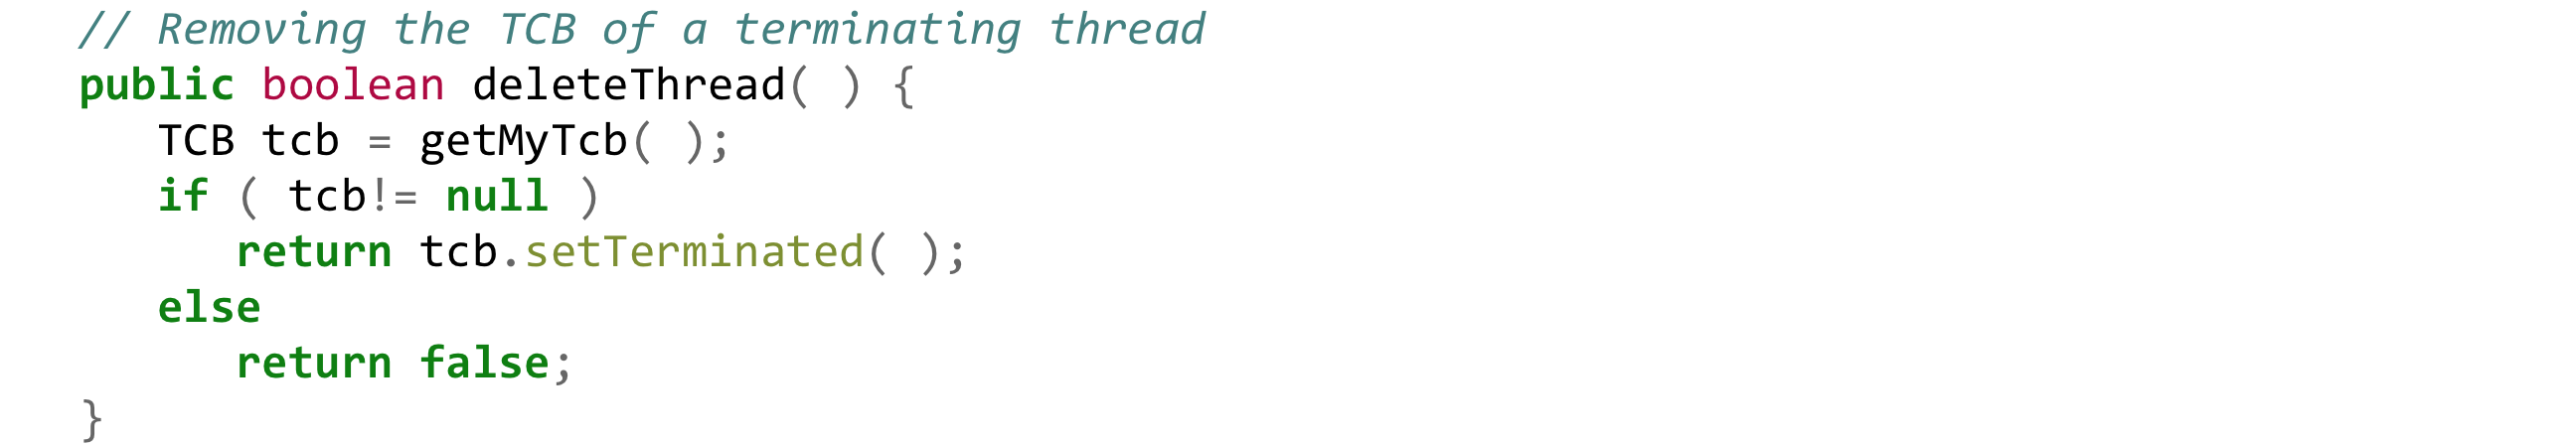 // Removing the TCB of a terminating thread
public boolean deleteThread( ) {
   TCB tcb = getMyTcb( );
   if ( tcb!= null )
      return tcb.setTerminated( );
   else
      return false;
}